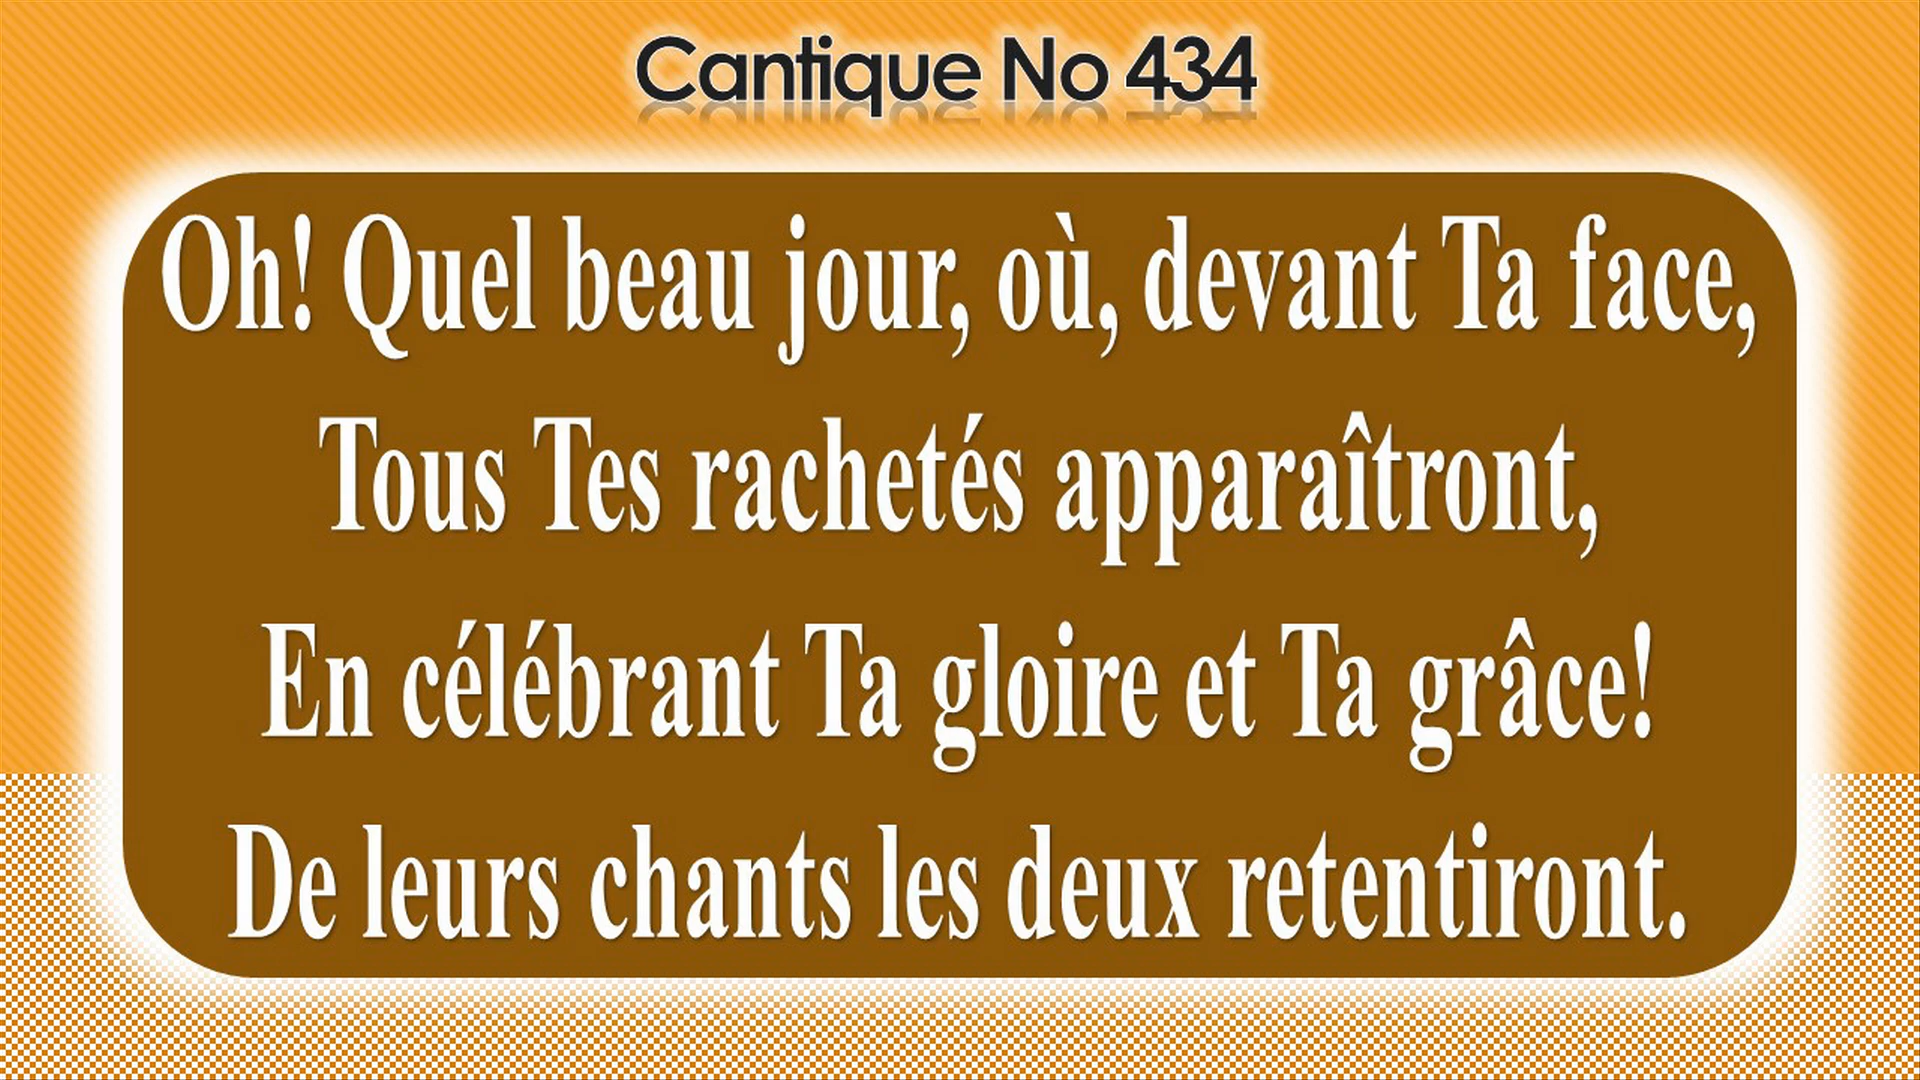 Cantique No 434
Oh! Quel beau jour, où, devant Ta face,
Tous Tes rachetés apparaîtront,
En célébrant Ta gloire et Ta grâce!
De leurs chants les deux retentiront.